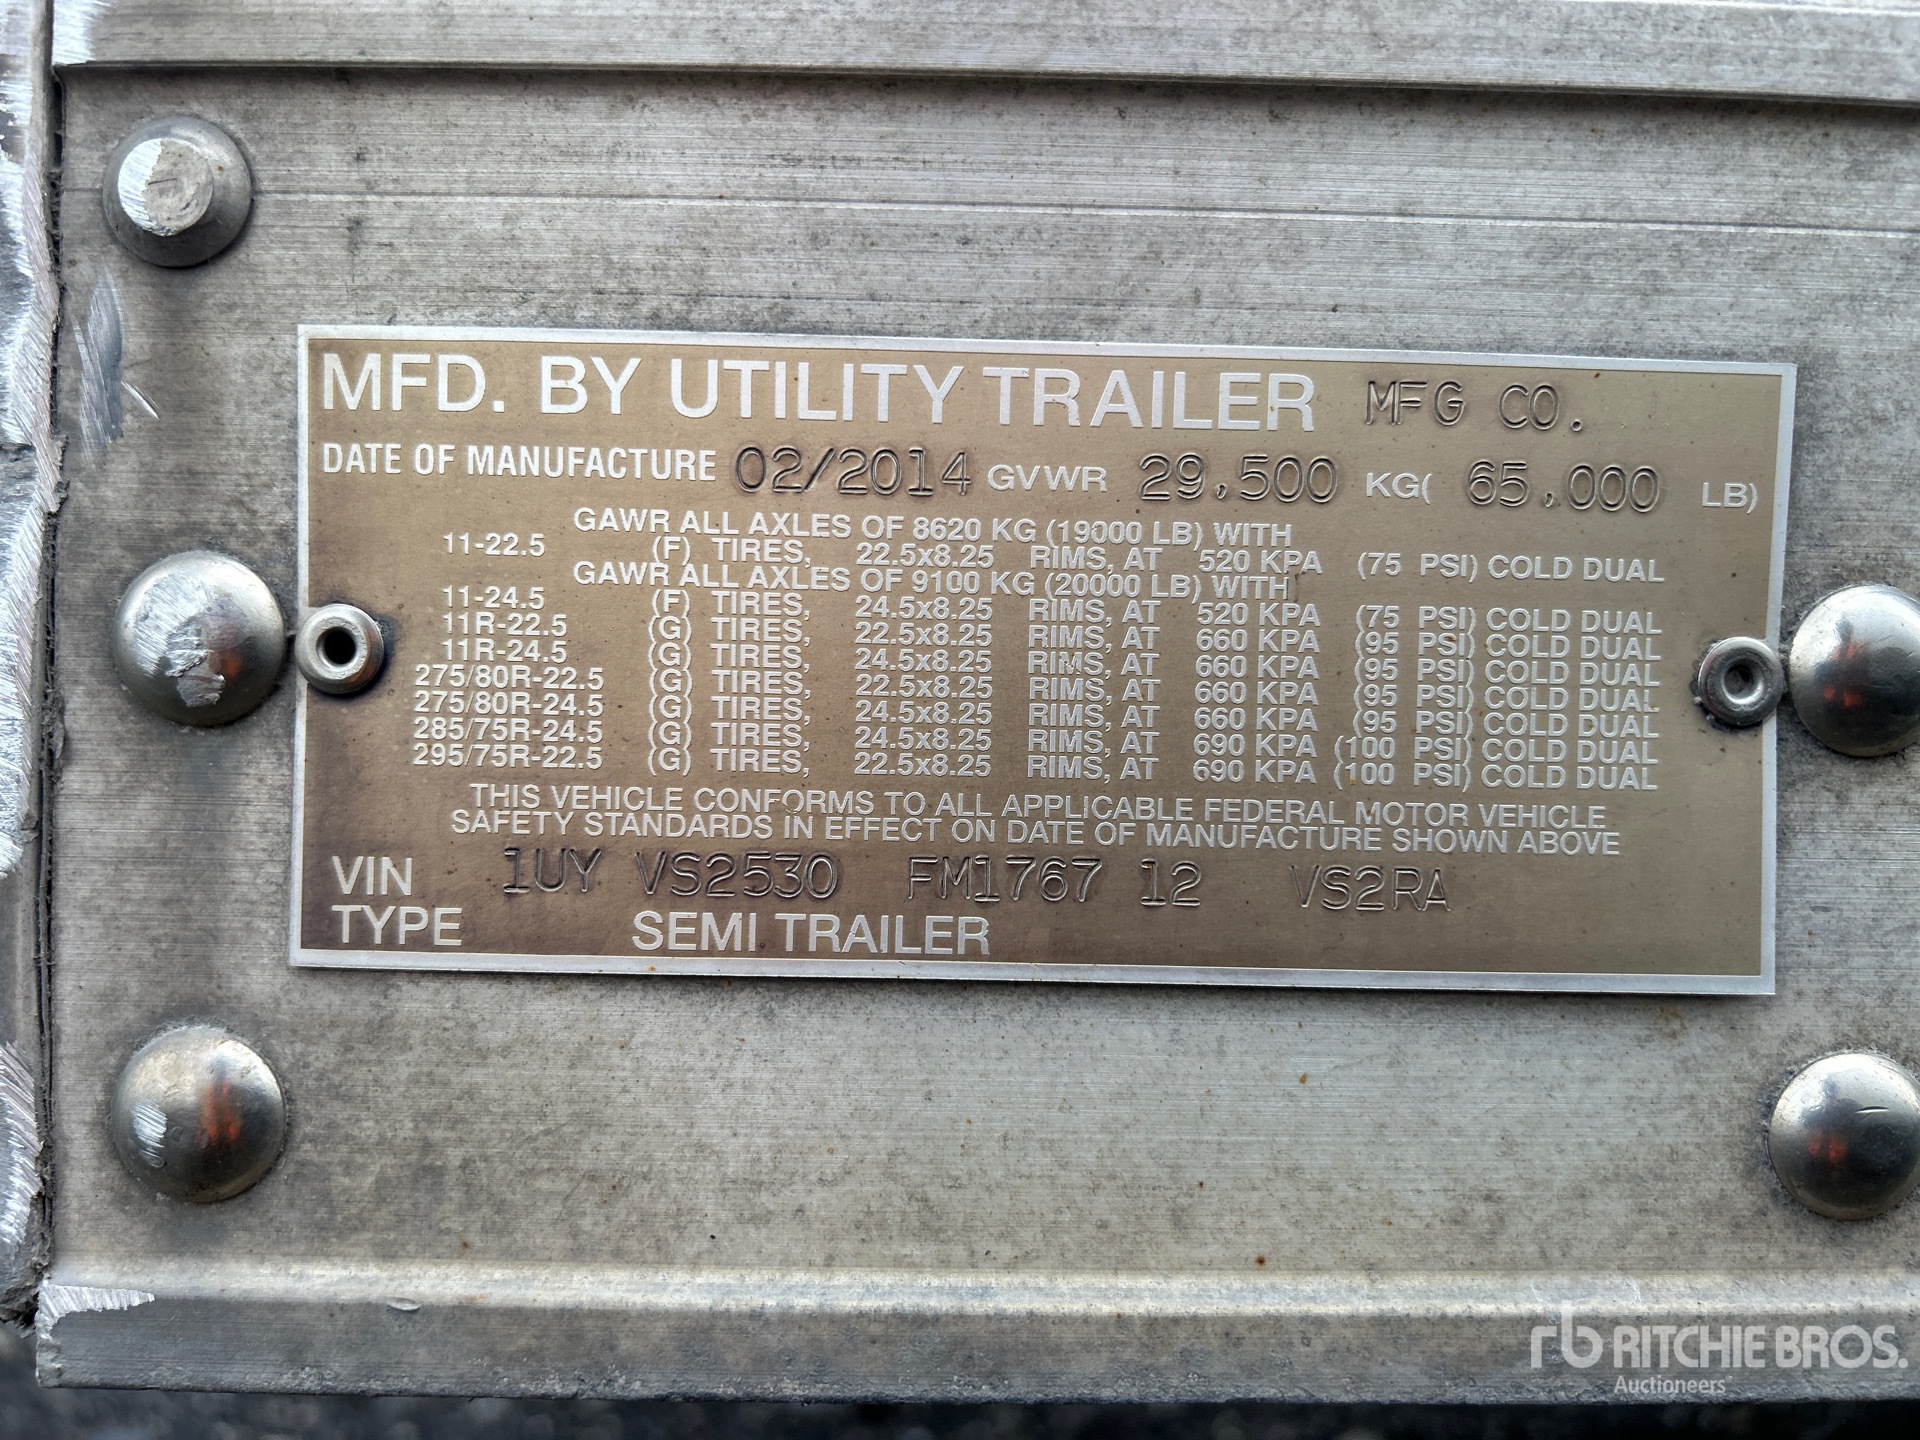 MFD. BY UTILITY TRAILER MFG CO.
DATE OF MANUFACTURE 02/2014 GVWR 29,500 KG( 65,000 LB)
GAWR ALL AXLES OF 8620 KG (19000 LB) WITH
11-22.5 (F) TIRES, 22.5x8.25 RIMS, AT 520 KPA (75 PSI) COLD DUAL
GAWR ALL AXLES OF 9100 KG (20000 LB) WITH
11-24.5 (F) TIRES, 24.5x8.25 RIMS, AT 520 KPA (75 PSI) COLD DUAL
11R-22.5 (G) TIRES, 22.5x8.25 RIMS, AT 660 KPA (95 PSI) COLD DUAL
11R-24.5 (G) TIRES, 24.5x8.25 RIMS, AT 660 KPA (95 PSI) COLD DUAL
275/80R-22.5 (G) TIRES, 22.5x8.25 RIMS, AT 660 KPA (95 PSI) COLD DUAL
275/80R-24.5 (G) TIRES, 24.5x8.25 RIMS, AT 660 KPA (95 PSI) COLD DUAL
285/75R-24.5 (G) TIRES, 24.5x8.25 RIMS, AT 690 KPA (100 PSI) COLD DUAL
295/75R-22.5 (G) TIRES, 22.5x8.25 RIMS, AT 690 KPA (100 PSI) COLD DUAL
THIS VEHICLE CONFORMS TO ALL APPLICABLE FEDERAL MOTOR VEHICLE
SAFETY STANDARDS IN EFFECT ON DATE OF MANUFACTURE SHOWN ABOVE
VIN 1UY VS2530 FM1767 12 VS2RA
TYPE SEMI TRAILER
rb RITCHIE BROS.
Auctioneers